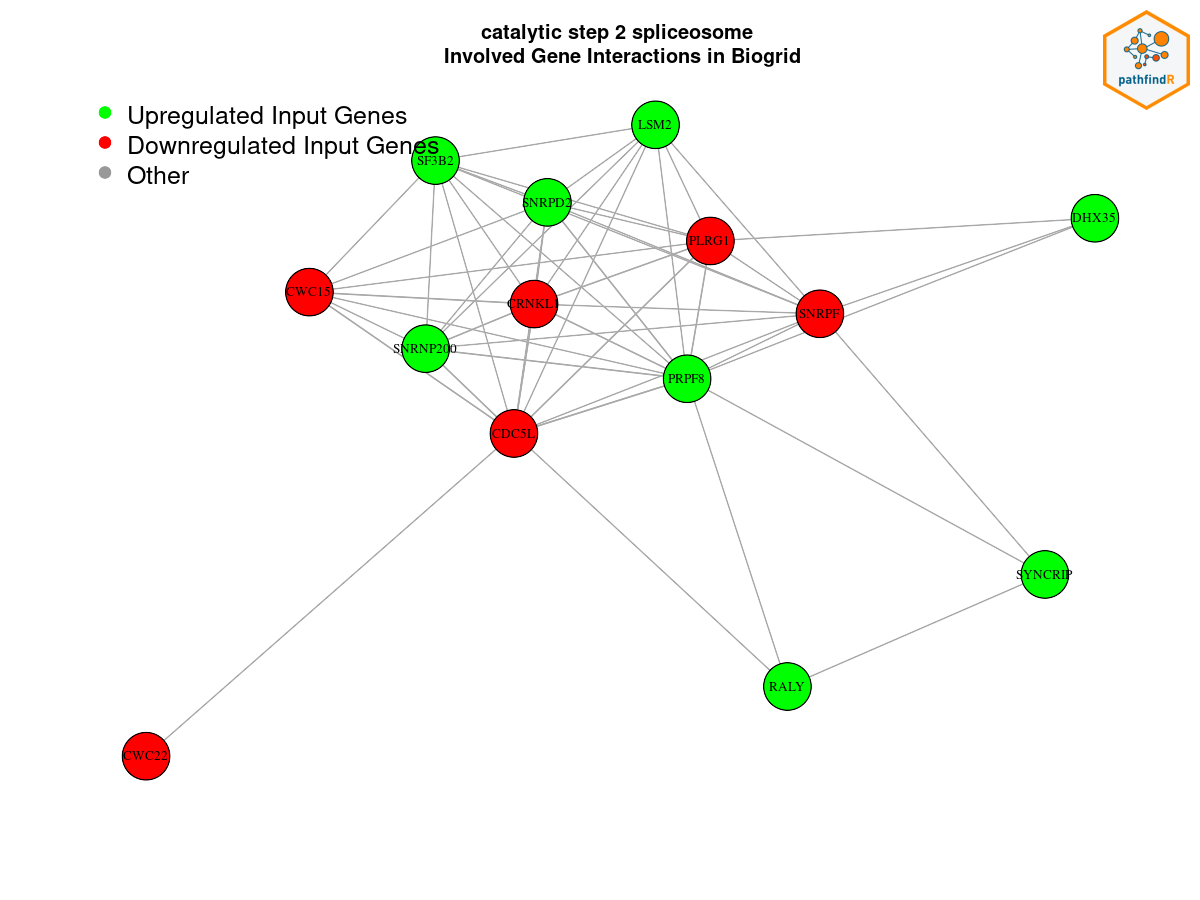 catalytic step 2 spliceosome
Involved Gene Interactions in Biogrid
pathfindR
Upregulated Input Genes
Downregulated Input Genes
Other
LSM2
SF3B2
SNRPD2
DHX35
PLRG1
CWC15
CRNKL1
SNRPF
SNRNP200
PRPF8
CDC5L
SYNCRIP
RALY
CWC22